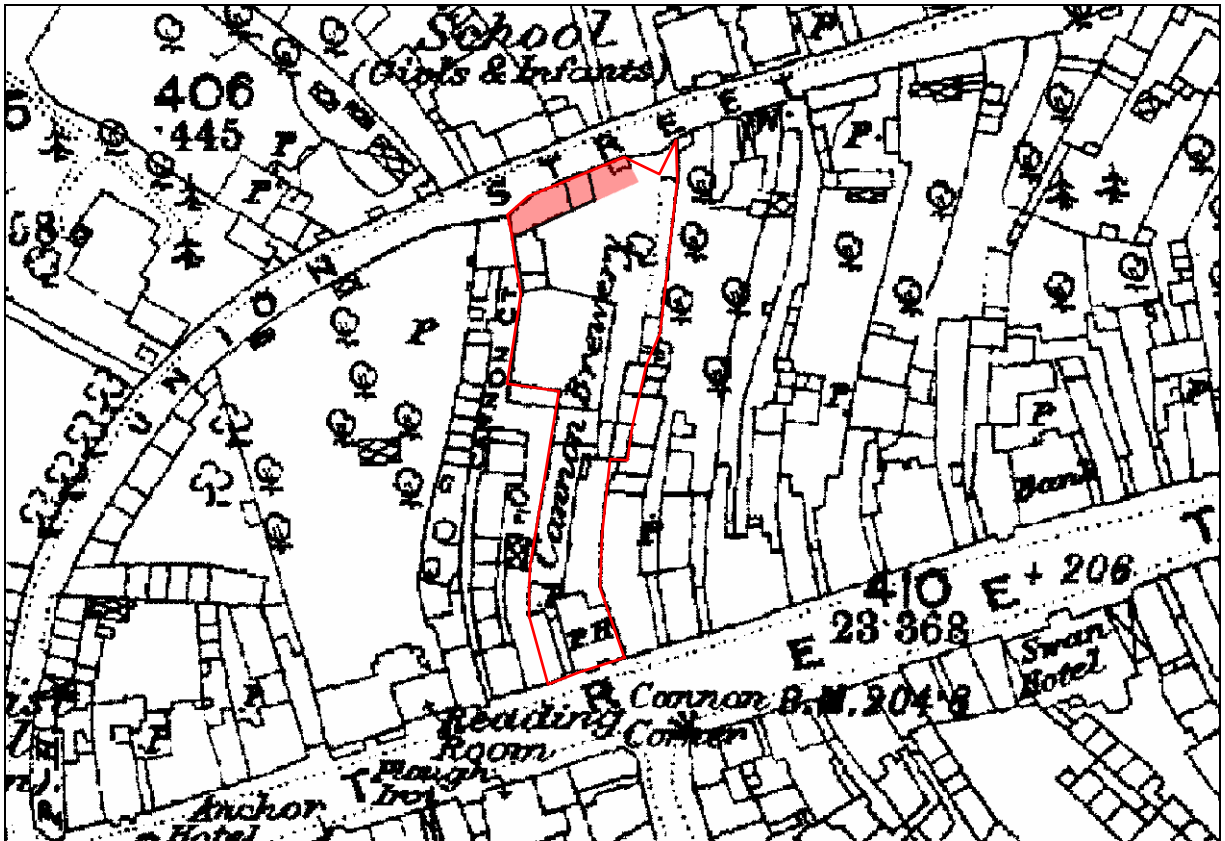 School
(Girls & Infants)
406
·445
P
P
P
P
P
UNION STREET
CANNON CT
Cannon Brewery
P
P
P
Bank
410
23·368
+ 206
E
E
T
P.H.
R
Swan
Hotel
Cannon
Corner
B.M. 204·8
Reading
Room
Plough
Inn
T
Anchor
Hotel
P
P
P.H.